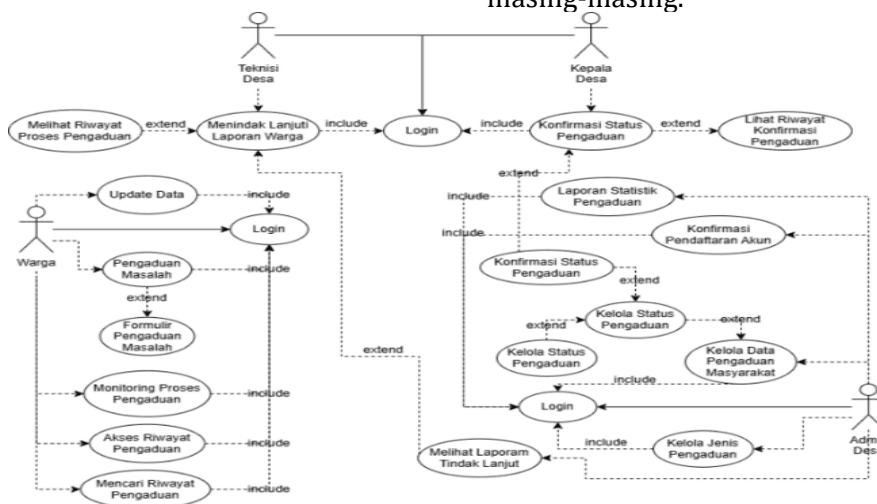 masing-masing.
Teknisi
Desa
Kepala
Desa
Melihat Riwayat
Proses Pengaduan
extend
Menindak Lanjuti
Laporan Warga
include
Login
include
Konfirmasi Status
Pengaduan
extend
Lihat Riwayat
Konfirmasi
Pengaduan
extend
Update Data
include
include
Laporan Statistik
Pengaduan
Warga
Login
include
Konfirmasi
Pendaftaran Akun
Pengaduan
Masalah
include
Konfirmasi Status
Pengaduan
extend
extend
Formulir
Pengaduan
Masalah
Kelola Status
Pengaduan
extend
extend
extend
Kelola Status
Pengaduan
Kelola Data
Pengaduan
Masyarakat
Monitoring Proses
Pengaduan
include
include
Login
Akses Riwayat
Pengaduan
include
include
Kelola Jenis
Pengaduan
Melihat Laporam
Tindak Lanjut
Mencari Riwayat
Pengaduan
include